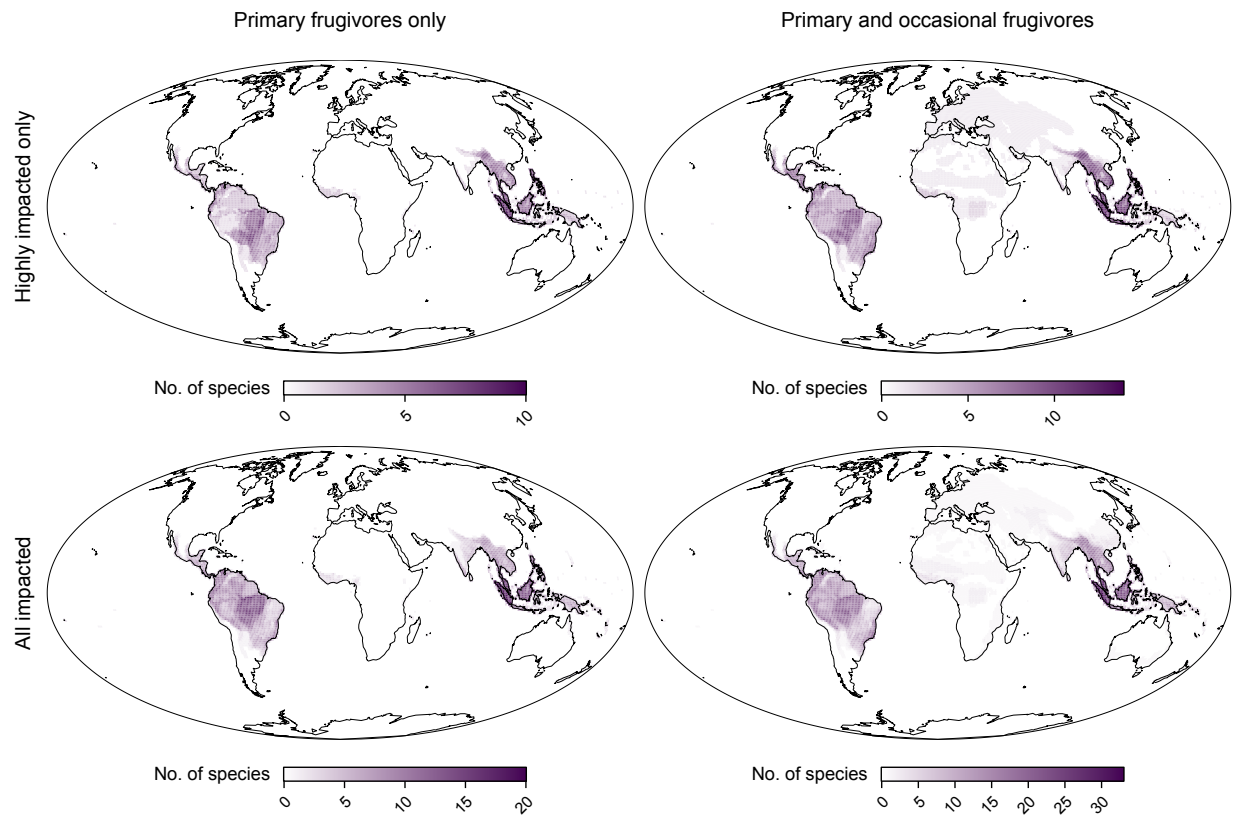 Primary frugivores only
Primary and occasional frugivores
Highly impacted only
No. of species
0 5 10
No. of species
0 5 10
All impacted
No. of species
0 5 10 15 20
No. of species
0 5 10 15 20 25 30